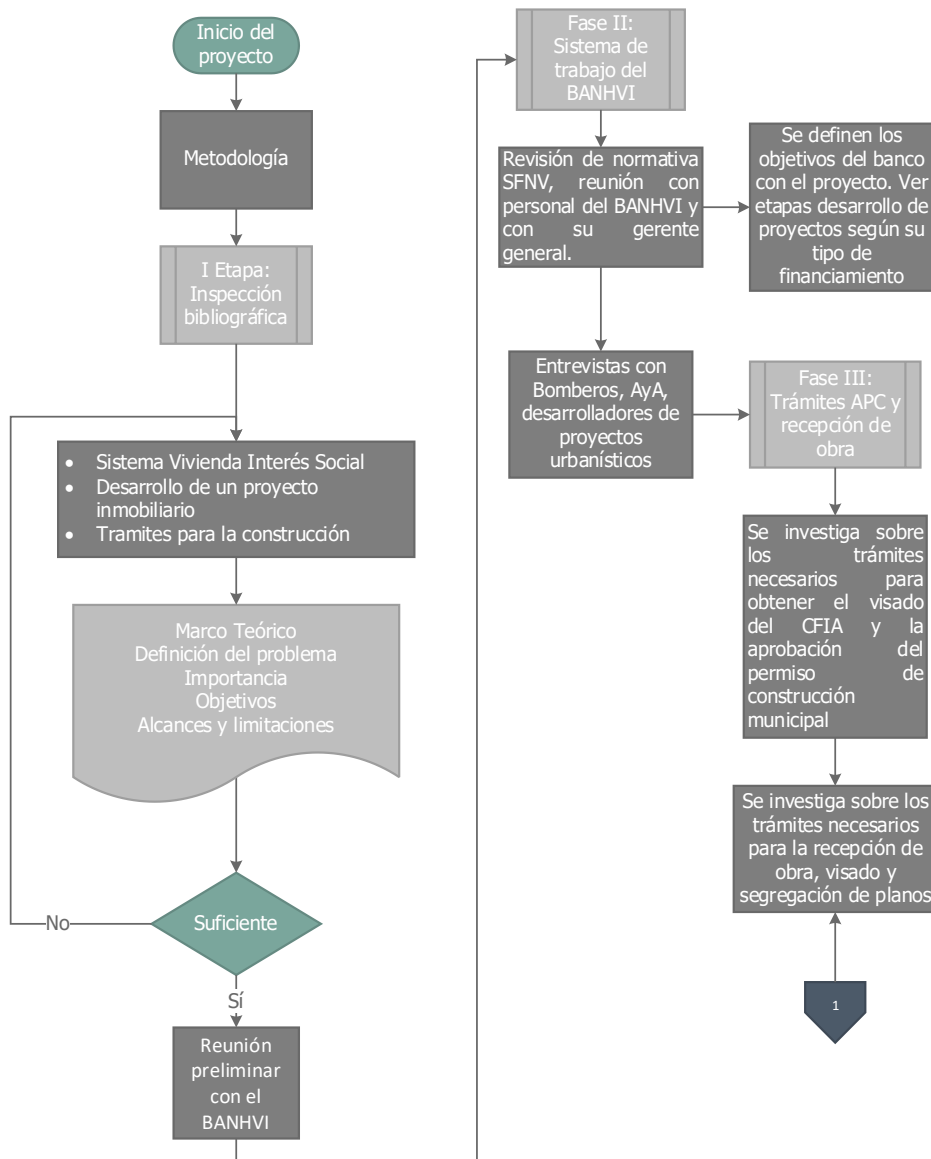 Inicio del
proyecto
Metodología
I Etapa:
Inspección
bibliográfica
• Sistema Vivienda Interés Social
• Desarrollo de un proyecto
inmobiliario
• Tramites para la construcción
Marco Teórico
Definición del problema
Importancia
Objetivos
Alcances y limitaciones
Suficiente
No
Sí
Reunión
preliminar
con el
BANHVI
Fase II:
Sistema de
trabajo del
BANHVI
Revisión de normativa
SFNV, reunión con
personal del BANHVI y
con su gerente
general.
Se definen los
objetivos del banco
con el proyecto. Ver
etapas desarrollo de
proyectos según su
tipo de
financiamiento
Entrevistas con
Bomberos, AyA,
desarrolladores de
proyectos
urbanísticos
Fase III:
Trámites APC y
recepción de
obra
Se investiga sobre
los trámites
necesarios para
obtener el visado
del CFIA y la
aprobación del
permiso de
construcción
municipal
Se investiga sobre los
trámites necesarios
para la recepción de
obra, visado y
segregación de planos
1